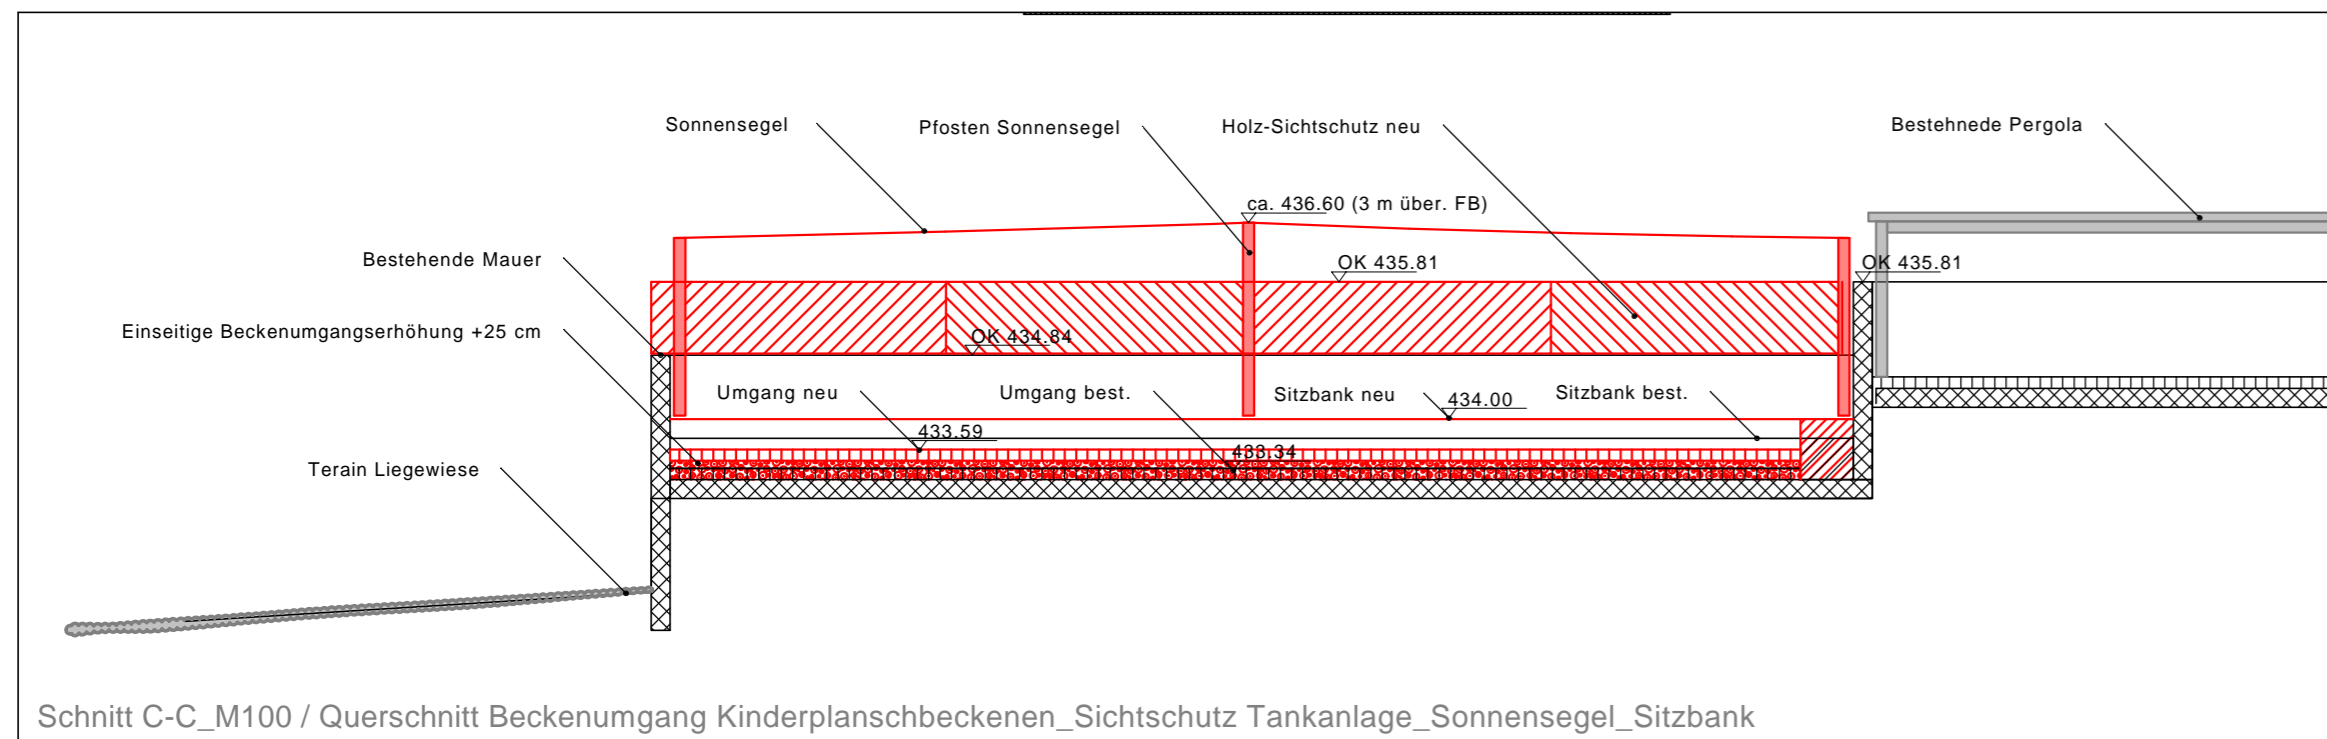 Sonnensegel
Pfosten Sonnensegel
Holz-Sichtschutz neu
Bestehnede Pergola
ca. 436.60 (3 m über. FB)
Bestehende Mauer
OK 435.81
OK 435.81
Einseitige Beckenumgangserhöhung +25 cm
OK 434.84
Umgang neu
Umgang best.
Sitzbank neu
434.00
Sitzbank best.
433.59
433.34
Terain Liegewiese
Schnitt C-C_M100 / Querschnitt Beckenumgang Kinderplanschbeckenen_Sichtschutz Tankanlage_Sonnensegel_Sitzbank